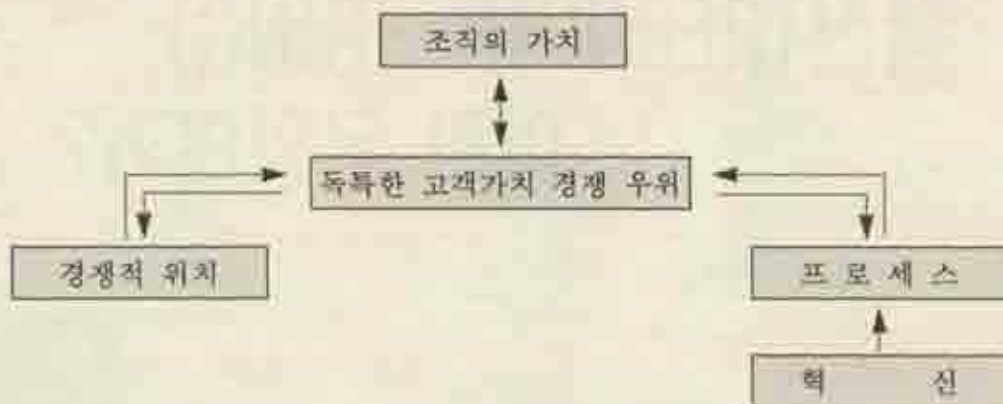 조직의 가치
독특한 고객가치 경쟁 우위
경쟁적 위치
프로세스
혁 신